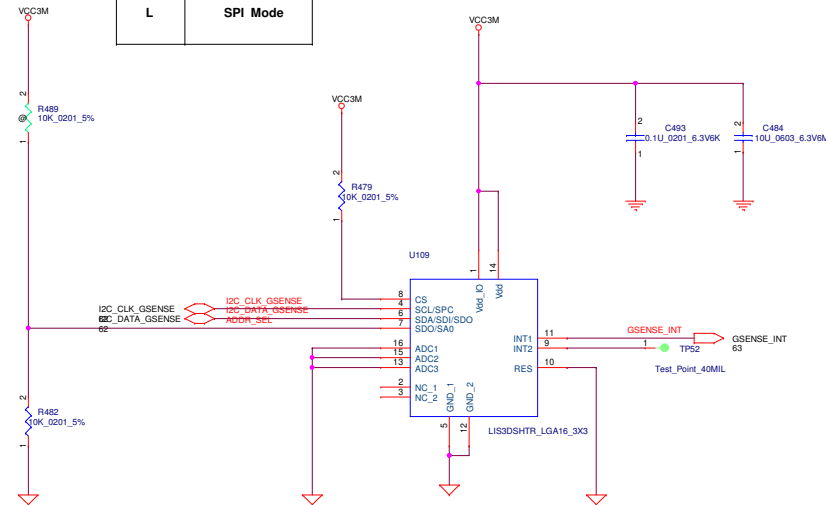 L SPI Mode
VCC3M
VCC3M
2
R489
@
10K_0201_5%
1
VCC3M
2
R479
10K_0201_5%
1
2
C493
0.1U_0201_6.3V6K
1
2
C484
10U_0603_6.3V6M
1
U109
1
14
Vdd_IO
Vdd
I2C_CLK_GSENSE
I2C_CLK_GSENSE
8
CS
4
SCL/SPC
I2C_DATA_GSENSE
6
SDA/SDI/SDO
ADDR_SEL
7
SDO/SA0
62
16
ADC1
15
ADC2
13
ADC3
2
NC_1
3
NC_2
GND_1
GND_2
5
12
INT1
11
GSENSE_INT
GSENSE_INT
63
INT2
9
1
TP52
Test_Point_40MIL
RES
10
LIS3DSHTR_LGA16_3X3
2
R482
10K_0201_5%
1